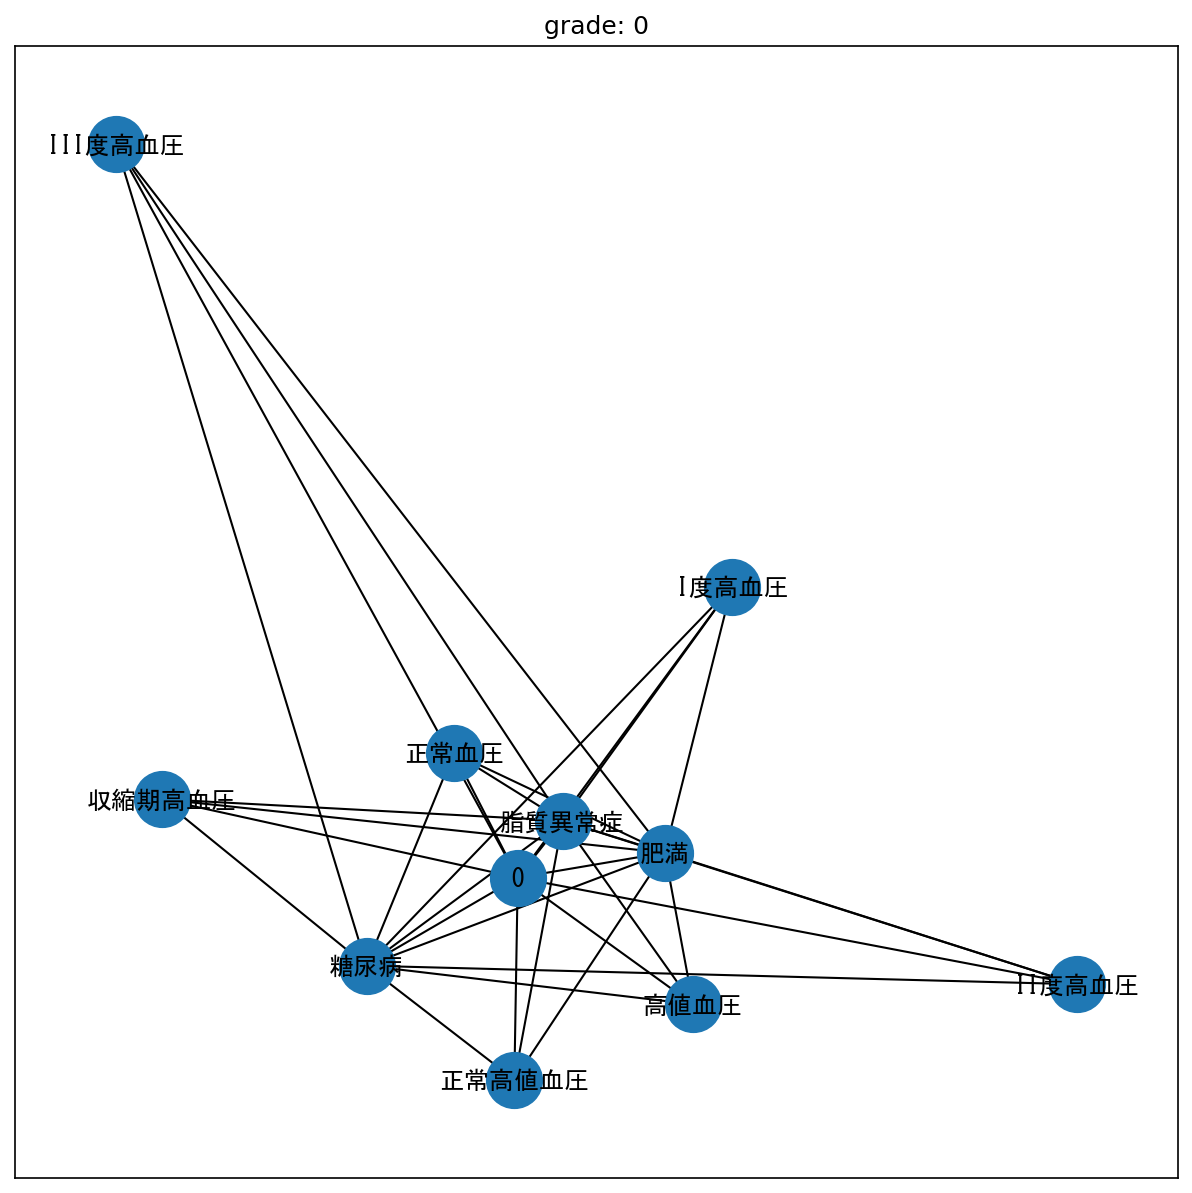 grade: 0
III度高血圧
I度高血圧
正常血圧
収縮期高血圧
脂質異常症
肥満
0
糖尿病
II度高血圧
高値血圧
正常高値血圧